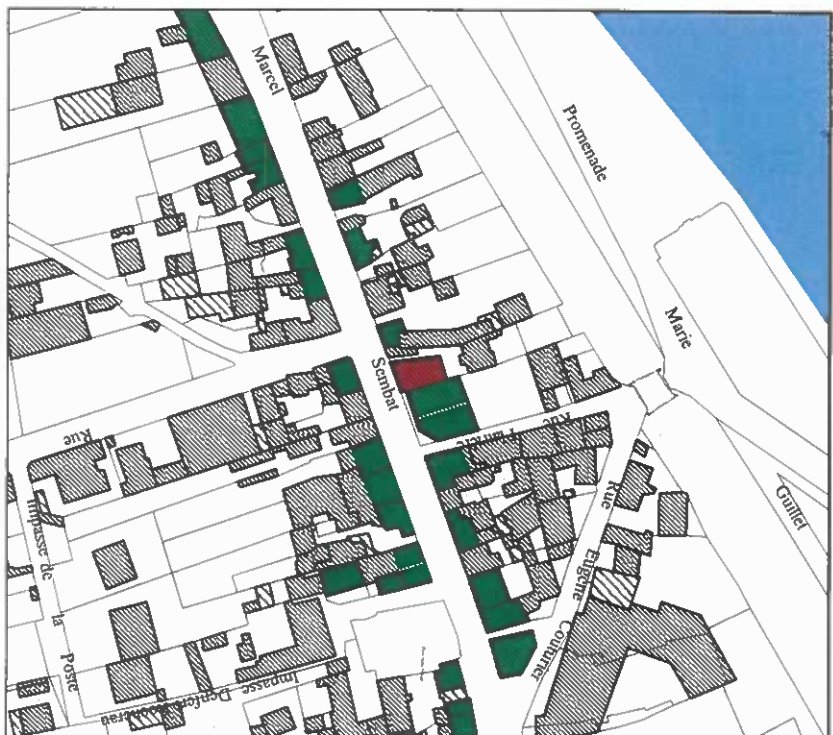 Marcel
Promenade
Marie
Sembat
Rue
Rue
Guillet
Rue
Eugène
Couturier
Impasse de
la
Poste
Impasse